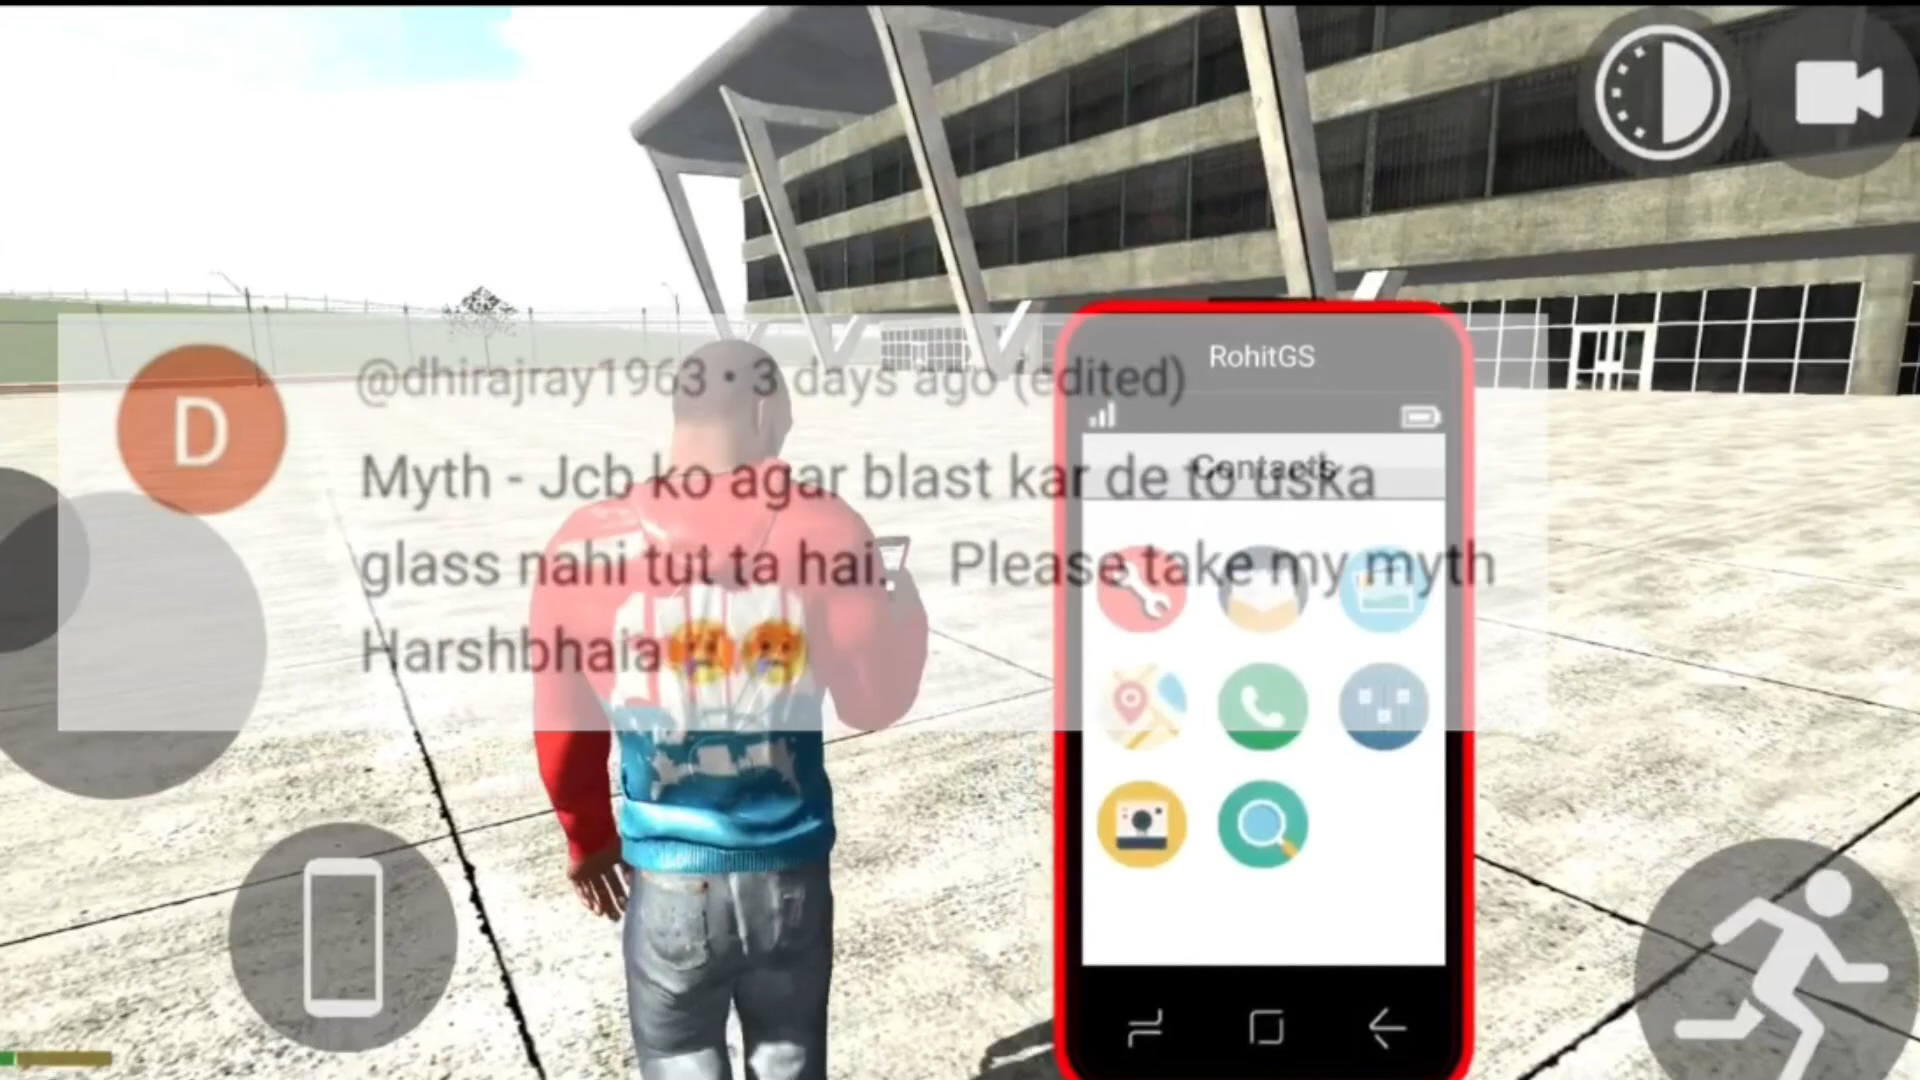 RohitGS
@dhirajray1963 • 3 days ago (edited)
D
Contacts
Myth - Jcb ko agar blast kar de to uska
glass nahi tut ta hai. Please take my myth
Harshbhaia🥵🥵